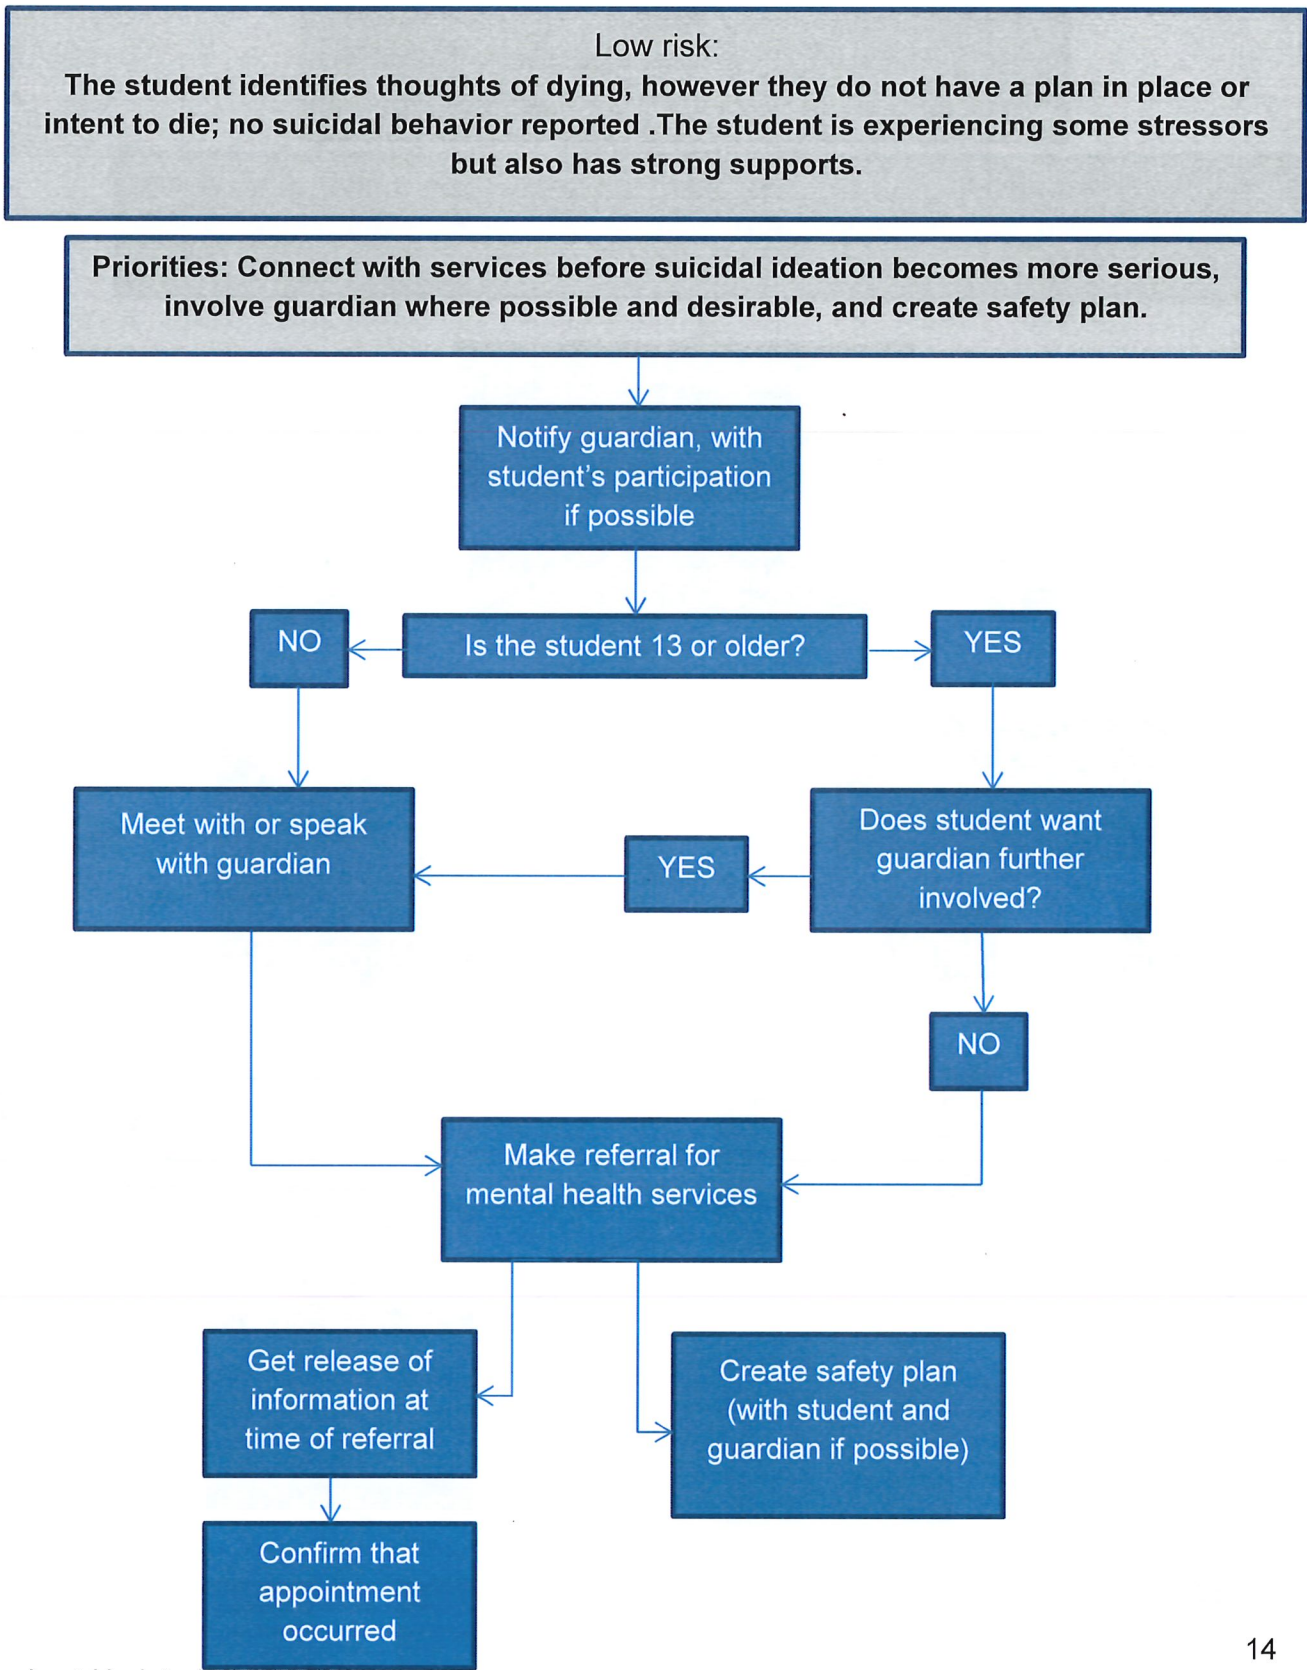 Low risk:
The student identifies thoughts of dying, however they do not have a plan in place or
intent to die; no suicidal behavior reported .The student is experiencing some stressors
but also has strong supports.
Priorities: Connect with services before suicidal ideation becomes more serious,
involve guardian where possible and desirable, and create safety plan.
Notify guardian, with
student’s participation
if possible
NO
Is the student 13 or older?
YES
Meet with or speak
with guardian
YES
Does student want
guardian further
involved?
NO
Make referral for
mental health services
Get release of
information at
time of referral
Create safety plan
(with student and
guardian if possible)
Confirm that
appointment
occurred
14